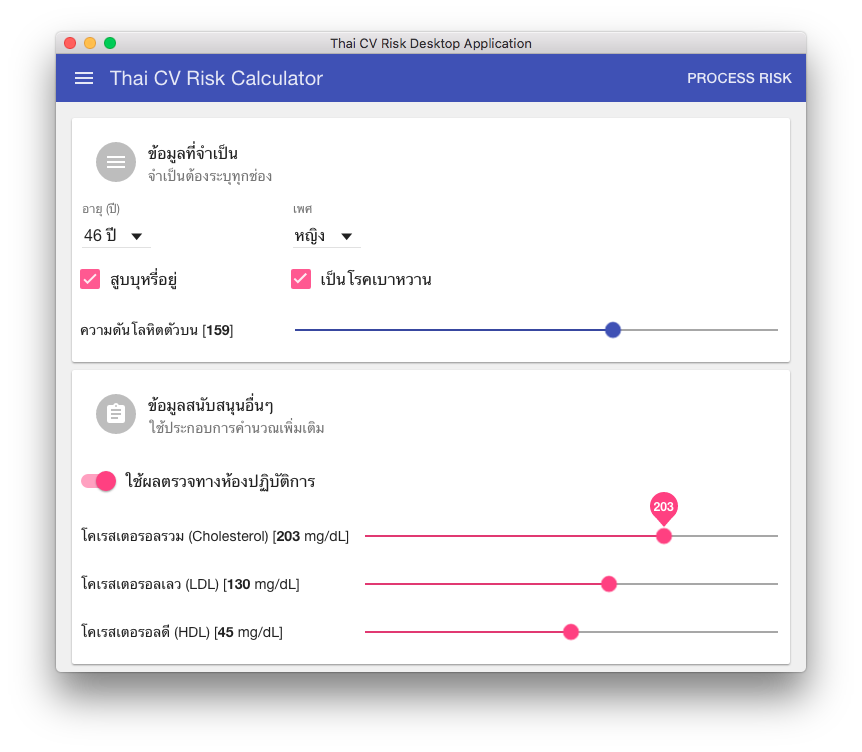 Thai CV Risk Desktop Application
Thai CV Risk Calculator PROCESS RISK
ข้อมูลที่จำเป็น
จำเป็นต้องระบุทุกช่อง
อายุ (ปี) เพศ
46 ปี หญิง
สูบบุหรี่อยู่ เป็นโรคเบาหวาน
ความดันโลหิตตัวบน [159]
ข้อมูลสนับสนุนอื่นๆ
ใช้ประกอบการคำนวณเพิ่มเติม
ใช้ผลตรวจทางห้องปฏิบัติการ
203
โคเรสเตอรอลรวม (Cholesterol) [203 mg/dL]
โคเรสเตอรอลเลว (LDL) [130 mg/dL]
โคเรสเตอรอลดี (HDL) [45 mg/dL]